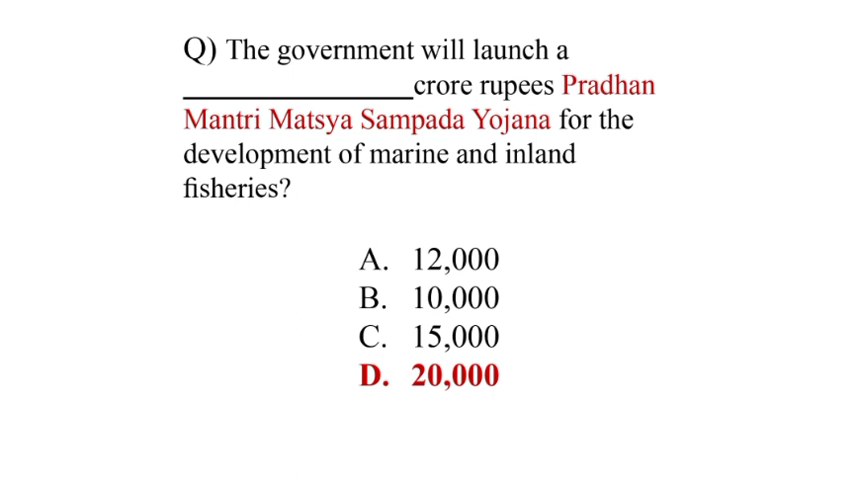 Q) The government will launch a
________________crore rupees Pradhan
Mantri Matsya Sampada Yojana for the
development of marine and inland
fisheries?
A. 12,000
B. 10,000
C. 15,000
D. 20,000